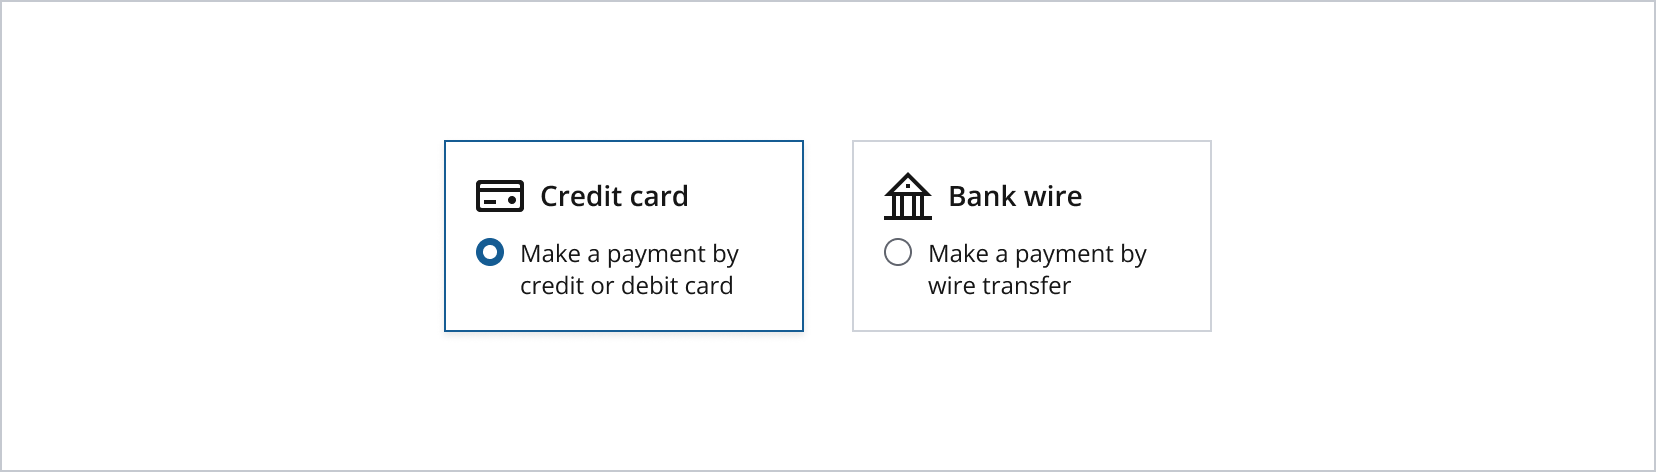 Credit card
Make a payment by
credit or debit card
Bank wire
Make a payment by
wire transfer